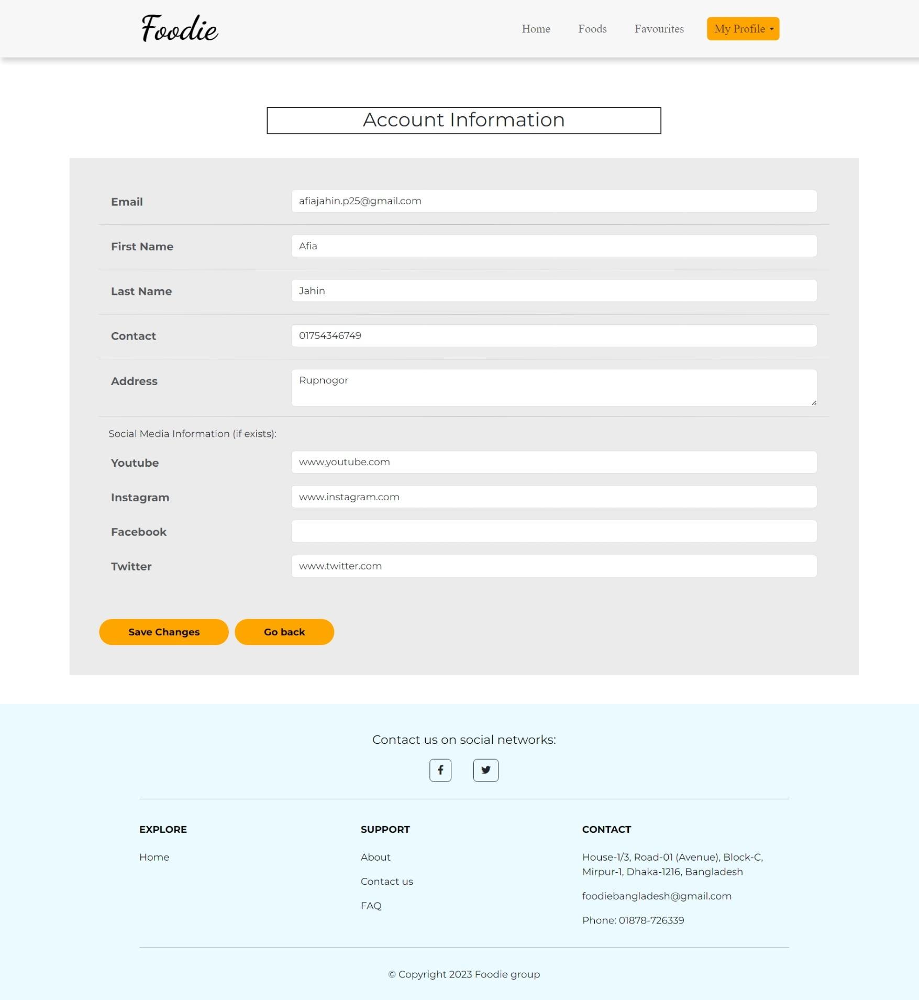 Foodie
Home Foods Favourites My Profile
Account Information
Email afiajahin.p25@gmail.com
First Name Afia
Last Name Jahin
Contact 01754346749
Address Rupnogor
Social Media Information (if exists):
Youtube www.youtube.com
Instagram www.instagram.com
Facebook
Twitter www.twitter.com
Save Changes Go back
Contact us on social networks:
EXPLORE
Home
SUPPORT
About
Contact us
FAQ
CONTACT
House-1/3, Road-01 (Avenue), Block-C,
Mirpur-1, Dhaka-1216, Bangladesh
foodiebangladesh@gmail.com
Phone: 01878-726339
© Copyright 2023 Foodie group